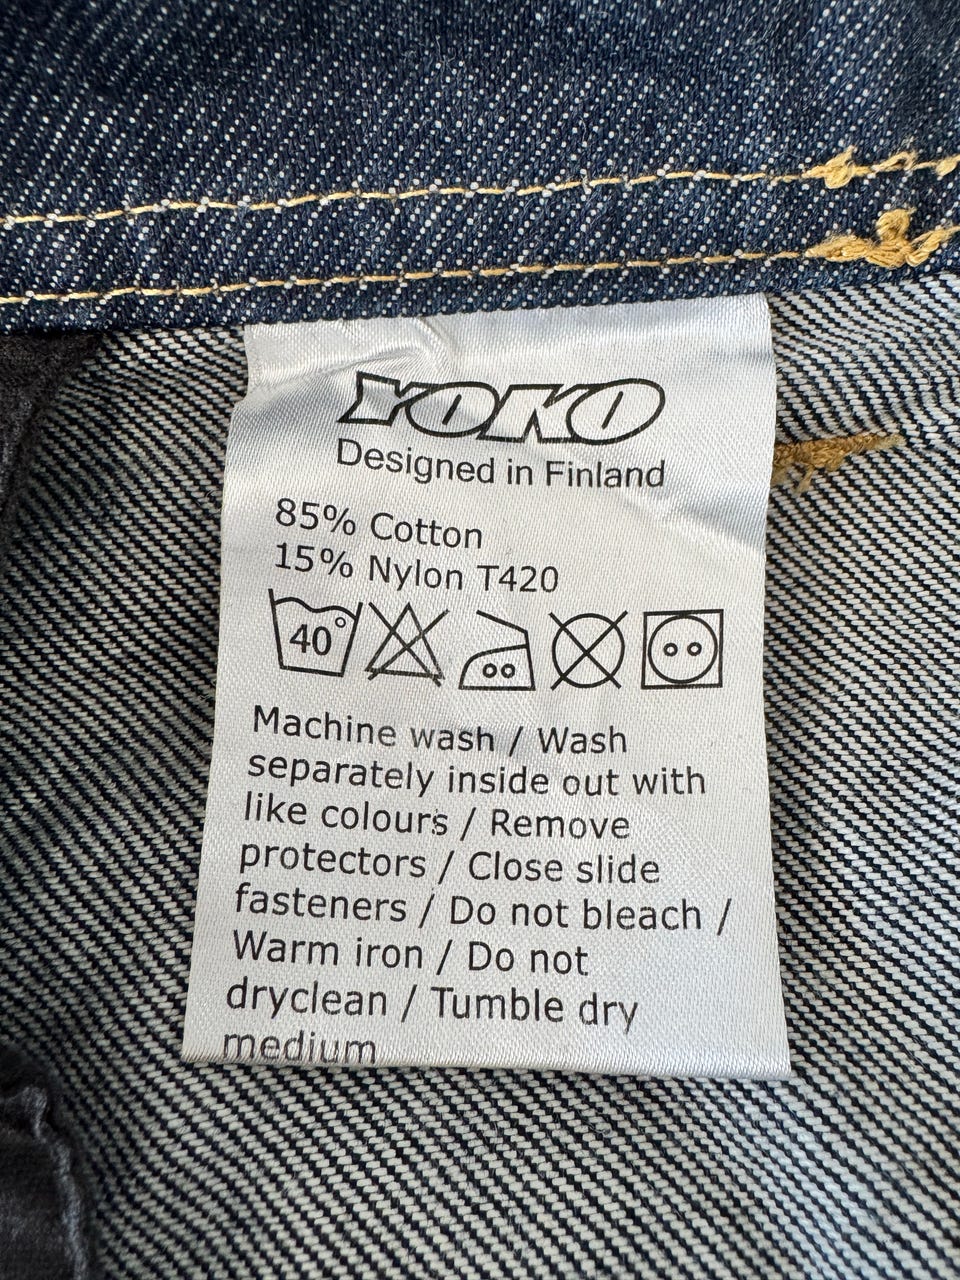 YOKO
Designed in Finland
85% Cotton
15% Nylon T420
40°
Machine wash / Wash
separately inside out with
like colours / Remove
protectors / Close slide
fasteners / Do not bleach /
Warm iron / Do not
dryclean / Tumble dry
medium